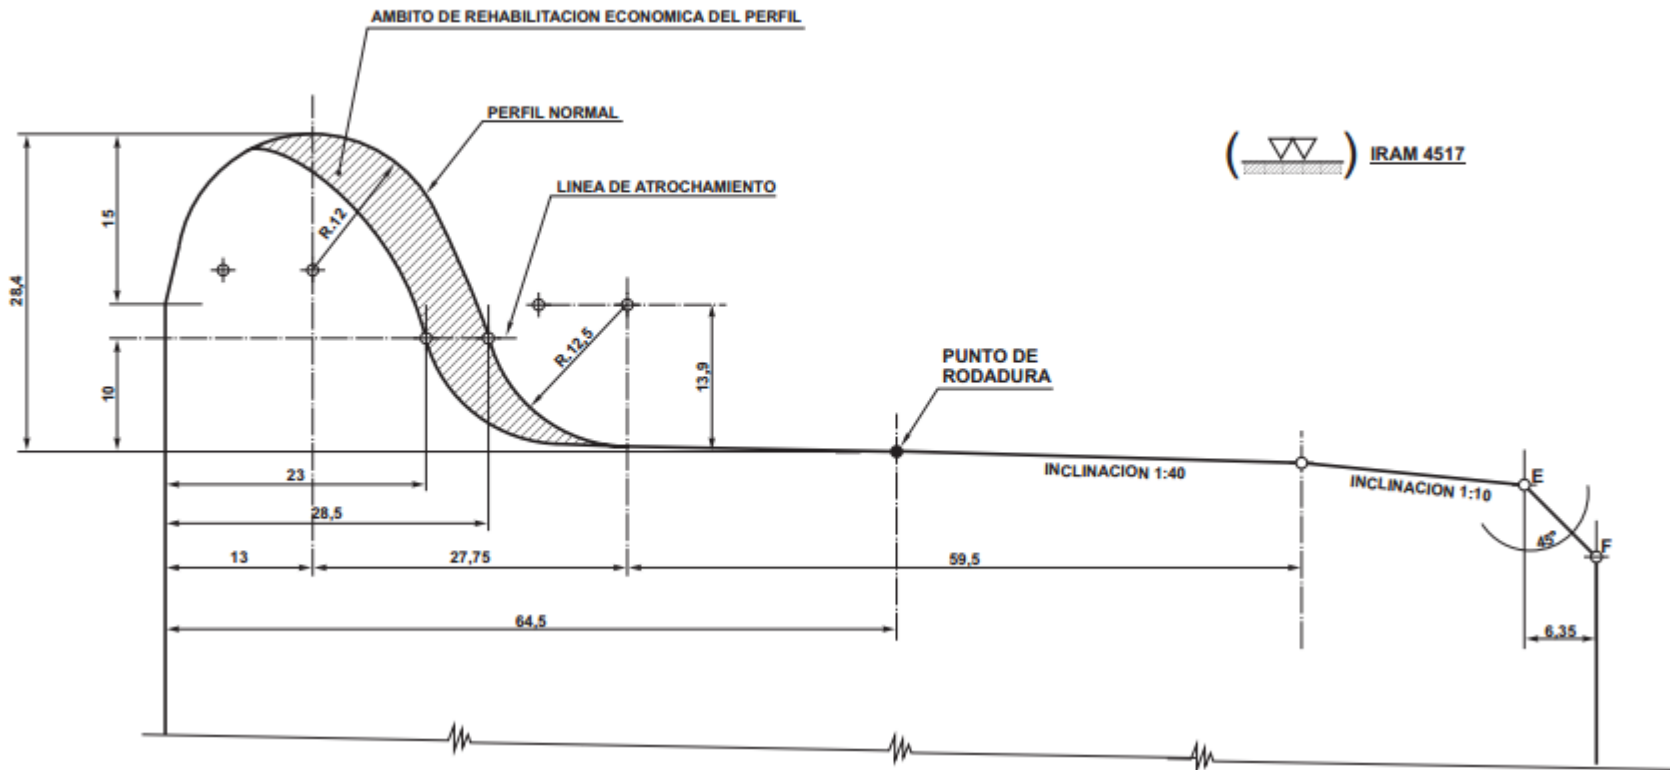 AMBITO DE REHABILITACION ECONOMICA DEL PERFIL
PERFIL NORMAL
( ) IRAM 4517
LINEA DE ATROCHAMIENTO
R.12
15
28,4
10
R.12,5
13,9
PUNTO DE
RODADURA
INCLINACION 1:40
INCLINACION 1:10
E
45°
F
23
28,5
13
27,75
59,5
64,5
6,35